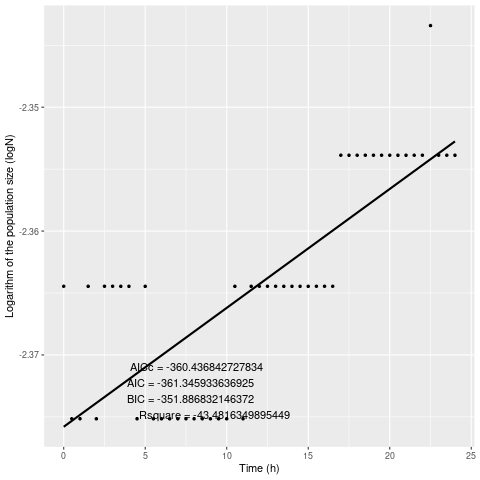 -2.35
-2.36
-2.37
Logarithm of the population size (logN)
AICc = -360.436842727834
AIC = -361.345933636925
BIC = -351.886832146372
Rsquare = -43.4816349895449
0 5 10 15 20 25
Time (h)